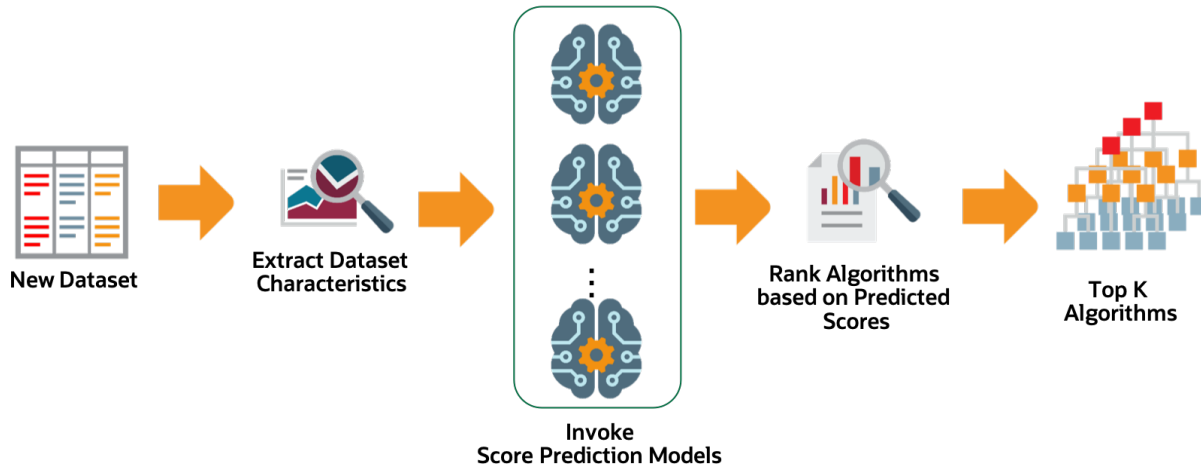 New Dataset
Extract Dataset
Characteristics
Invoke
Score Prediction Models
Rank Algorithms
based on Predicted
Scores
Top K
Algorithms